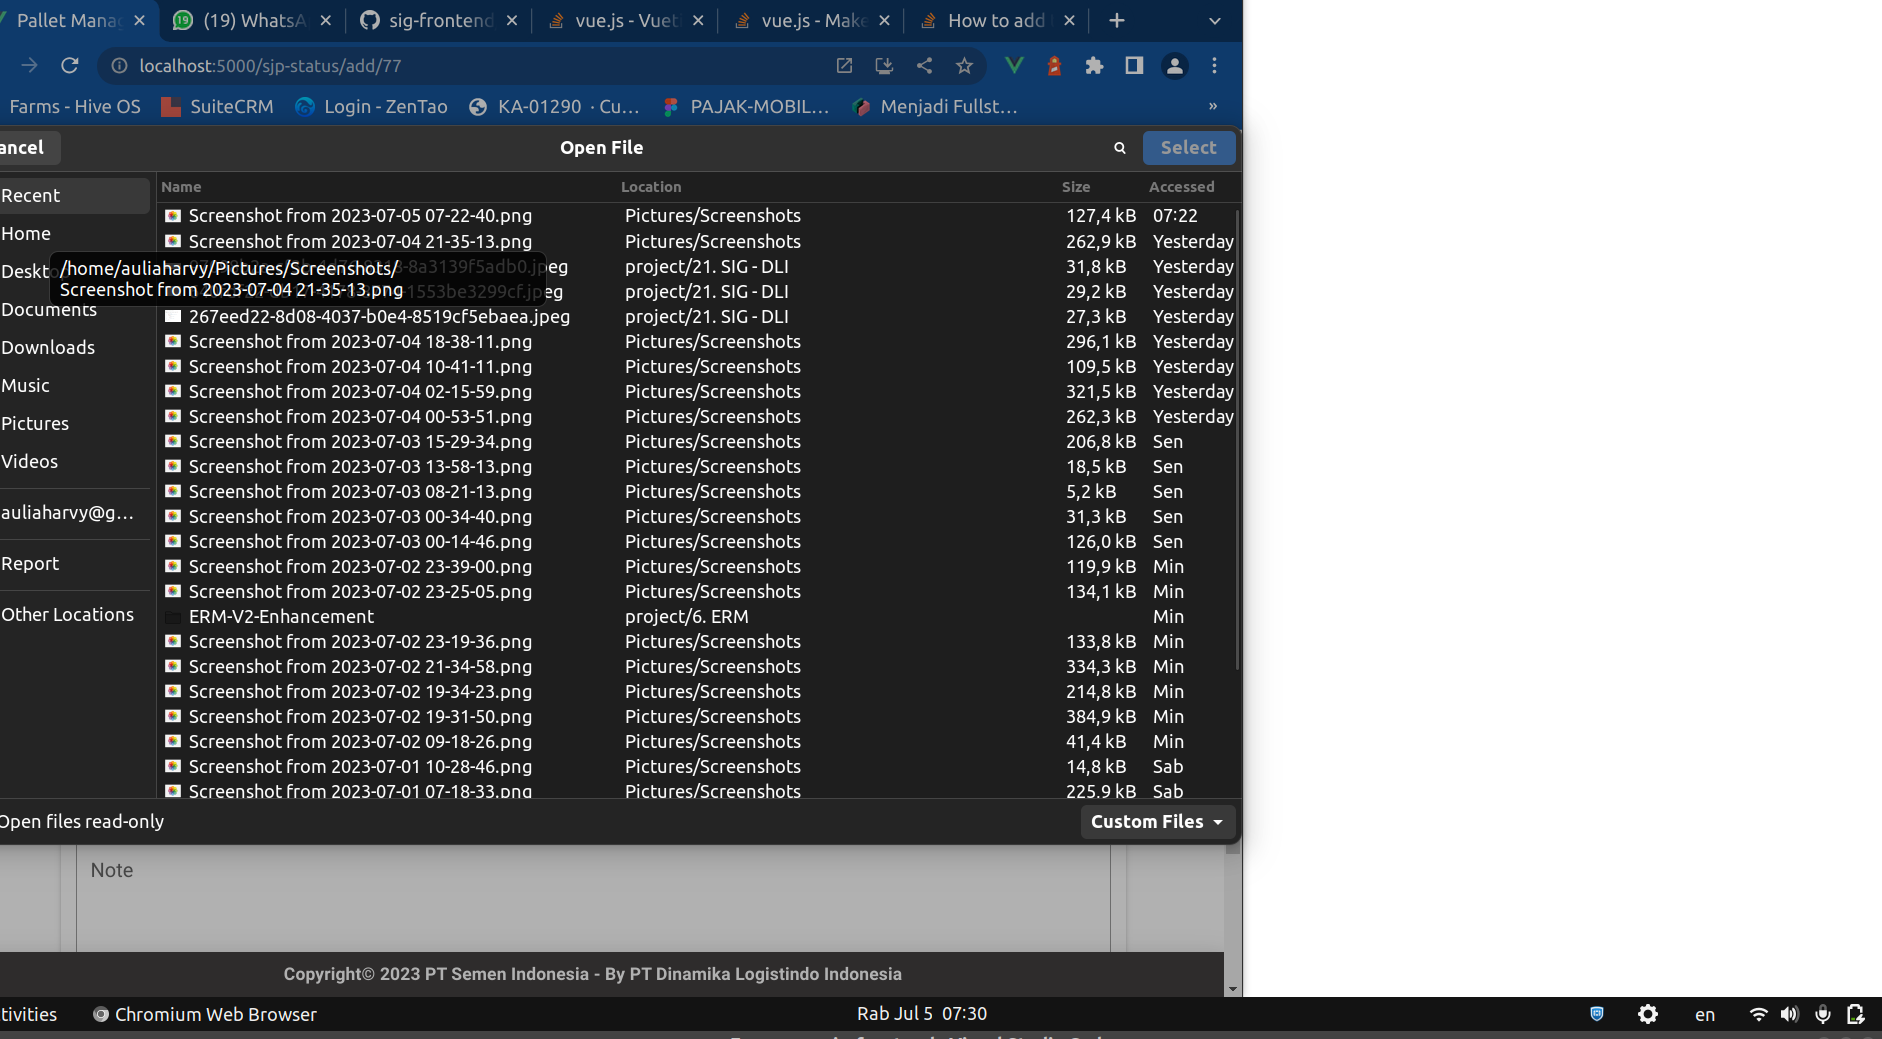 Pallet Mana
(19) WhatsA
sig-frontend
vue.js - Vuet
vue.js - Make
How to add
localhost:5000/sjp-status/add/77
Farms - Hive OS
SuiteCRM
Login - ZenTao
KA-01290 · Cu...
PAJAK-MOBIL...
Menjadi Fullst...
»
ancel
Open File
Select
Recent
Home
Deskto
Documents
Downloads
Music
Pictures
Videos
auliaharvy@g...
Report
Other Locations
Name Location Size Accessed
Screenshot from 2023-07-05 07-22-40.png Pictures/Screenshots 127,4 kB 07:22
Screenshot from 2023-07-04 21-35-13.png Pictures/Screenshots 262,9 kB Yesterday
/home/auliaharvy/Pictures/Screenshots/
Screenshot from 2023-07-04 21-35-13.png
-8a3139f5adb0.jpeg project/21. SIG - DLI 31,8 kB Yesterday
-1553be3299cf.jpeg project/21. SIG - DLI 29,2 kB Yesterday
267eed22-8d08-4037-b0e4-8519cf5ebaea.jpeg project/21. SIG - DLI 27,3 kB Yesterday
Screenshot from 2023-07-04 18-38-11.png Pictures/Screenshots 296,1 kB Yesterday
Screenshot from 2023-07-04 10-41-11.png Pictures/Screenshots 109,5 kB Yesterday
Screenshot from 2023-07-04 02-15-59.png Pictures/Screenshots 321,5 kB Yesterday
Screenshot from 2023-07-04 00-53-51.png Pictures/Screenshots 262,3 kB Yesterday
Screenshot from 2023-07-03 15-29-34.png Pictures/Screenshots 206,8 kB Sen
Screenshot from 2023-07-03 13-58-13.png Pictures/Screenshots 18,5 kB Sen
Screenshot from 2023-07-03 08-21-13.png Pictures/Screenshots 5,2 kB Sen
Screenshot from 2023-07-03 00-34-40.png Pictures/Screenshots 31,3 kB Sen
Screenshot from 2023-07-03 00-14-46.png Pictures/Screenshots 126,0 kB Sen
Screenshot from 2023-07-02 23-39-00.png Pictures/Screenshots 119,9 kB Min
Screenshot from 2023-07-02 23-25-05.png Pictures/Screenshots 134,1 kB Min
ERM-V2-Enhancement project/6. ERM Min
Screenshot from 2023-07-02 23-19-36.png Pictures/Screenshots 133,8 kB Min
Screenshot from 2023-07-02 21-34-58.png Pictures/Screenshots 334,3 kB Min
Screenshot from 2023-07-02 19-34-23.png Pictures/Screenshots 214,8 kB Min
Screenshot from 2023-07-02 19-31-50.png Pictures/Screenshots 384,9 kB Min
Screenshot from 2023-07-02 09-18-26.png Pictures/Screenshots 41,4 kB Min
Screenshot from 2023-07-01 10-28-46.png Pictures/Screenshots 14,8 kB Sab
Screenshot from 2023-07-01 07-18-33.png Pictures/Screenshots 225,9 kB Sab
Open files read-only
Custom Files
Note
Copyright© 2023 PT Semen Indonesia - By PT Dinamika Logistindo Indonesia
tivities
Chromium Web Browser
Rab Jul 5 07:30
en